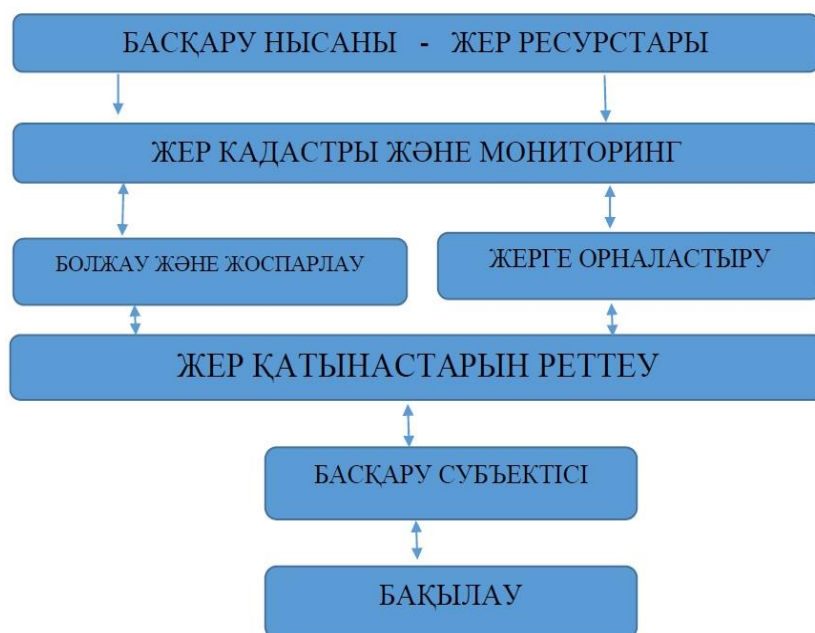 БАСҚАРУ НЫСАНЫ - ЖЕР РЕСУРСТАРЫ
ЖЕР КАДАСТРЫ ЖӘНЕ МОНИТОРИНГ
БОЛЖАУ ЖӘНЕ ЖОСПАРЛАУ
ЖЕРГЕ ОРНАЛАСТЫРУ
ЖЕР ҚАТЫНАСТАРЫН РЕТТЕУ
БАСҚАРУ СУБЪЕКТІСІ
БАҚЫЛАУ